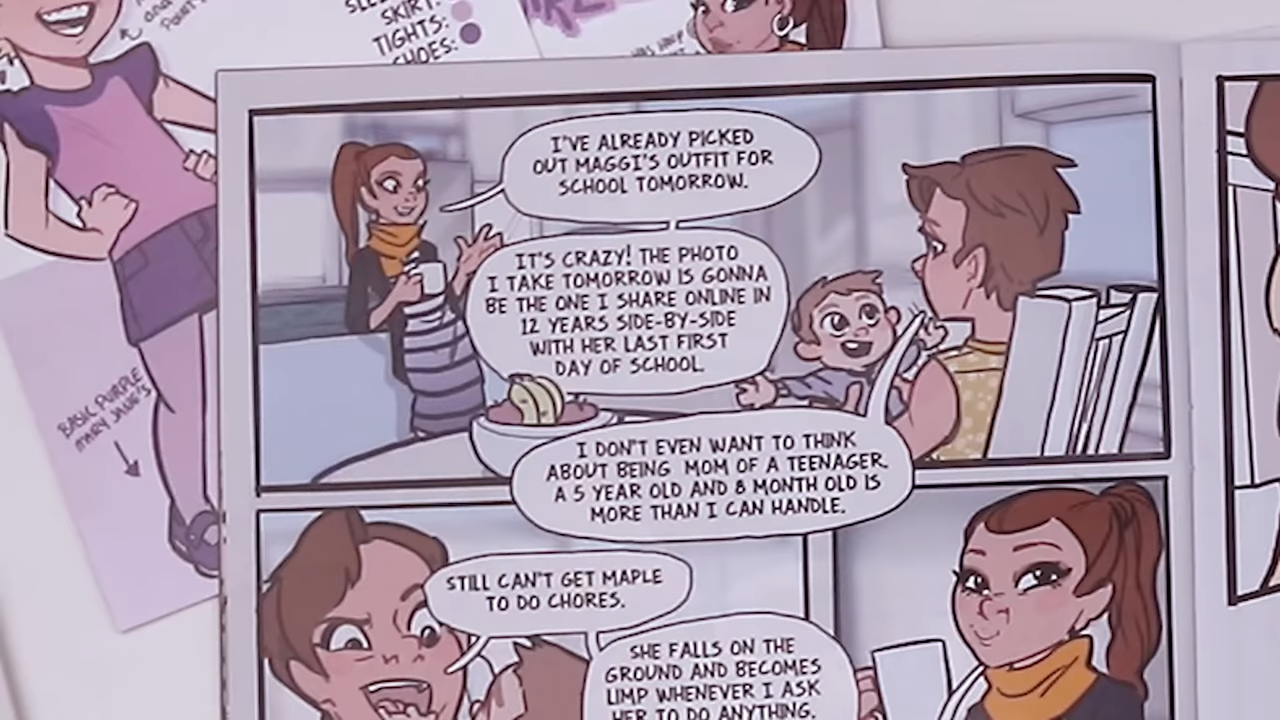 SKIRT:
TIGHTS:
SHOES:
BASIC PURPLE
MARY JANE'S
I'VE ALREADY PICKED
OUT MAGGI'S OUTFIT FOR
SCHOOL TOMORROW.
IT'S CRAZY! THE PHOTO
I TAKE TOMORROW IS GONNA
BE THE ONE I SHARE ONLINE IN
12 YEARS SIDE-BY-SIDE
WITH HER LAST FIRST
DAY OF SCHOOL.
I DON'T EVEN WANT TO THINK
ABOUT BEING MOM OF A TEENAGER.
A 5 YEAR OLD AND 8 MONTH OLD IS
MORE THAN I CAN HANDLE.
STILL CAN'T GET MAPLE
TO DO CHORES.
SHE FALLS ON THE
GROUND AND BECOMES
LIMP WHENEVER I ASK
HER TO DO ANYTHING.